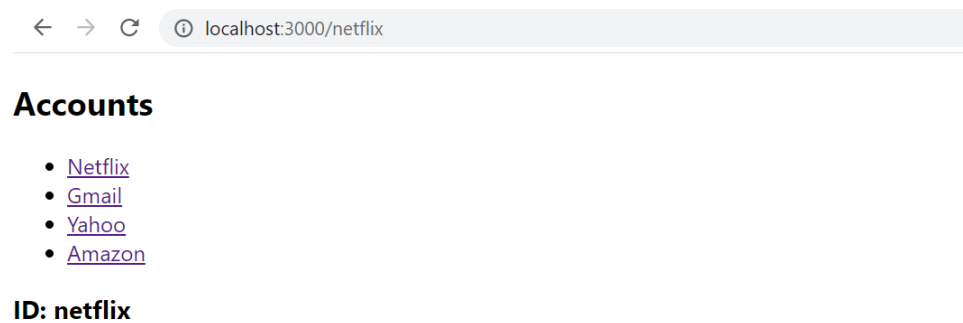 localhost:3000/netflix
Accounts
Netflix
Gmail
Yahoo
Amazon
ID: netflix